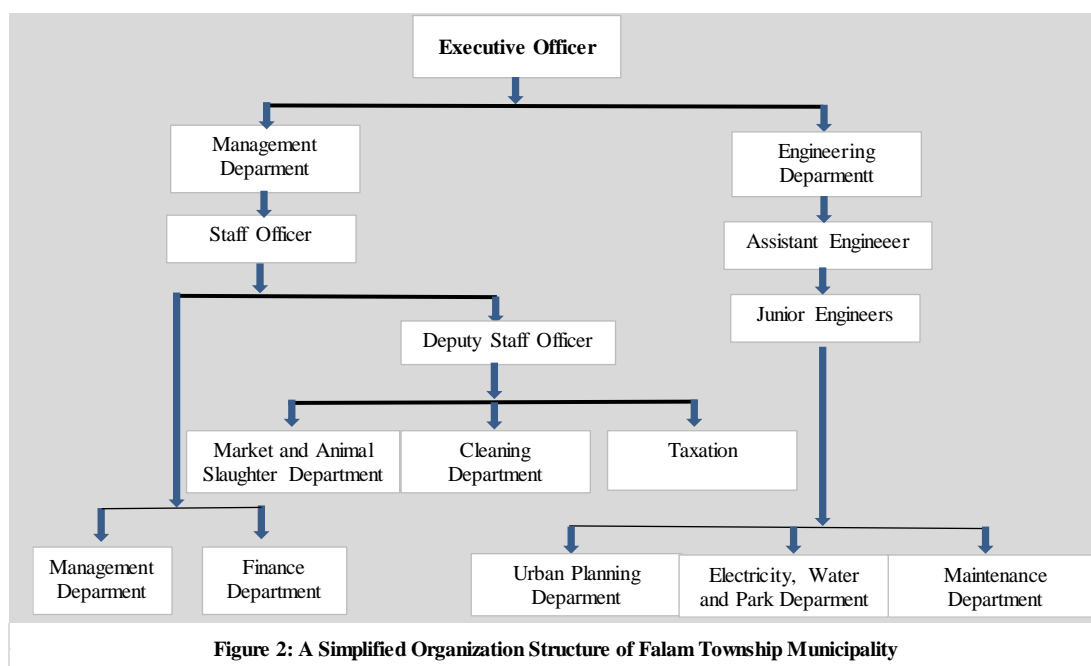 Executive Officer
Management
Deparment
Engineering
Departmentt
Staff Officer
Assistant Engineeer
Junior Engineers
Deputy Staff Officer
Market and Animal
Slaughter Department
Cleaning
Department
Taxation
Management
Deparment
Finance
Department
Urban Planning
Deparment
Electricity, Water
and Park Deparment
Maintenance
Department
Figure 2: A Simplified Organization Structure of Falam Township Municipality